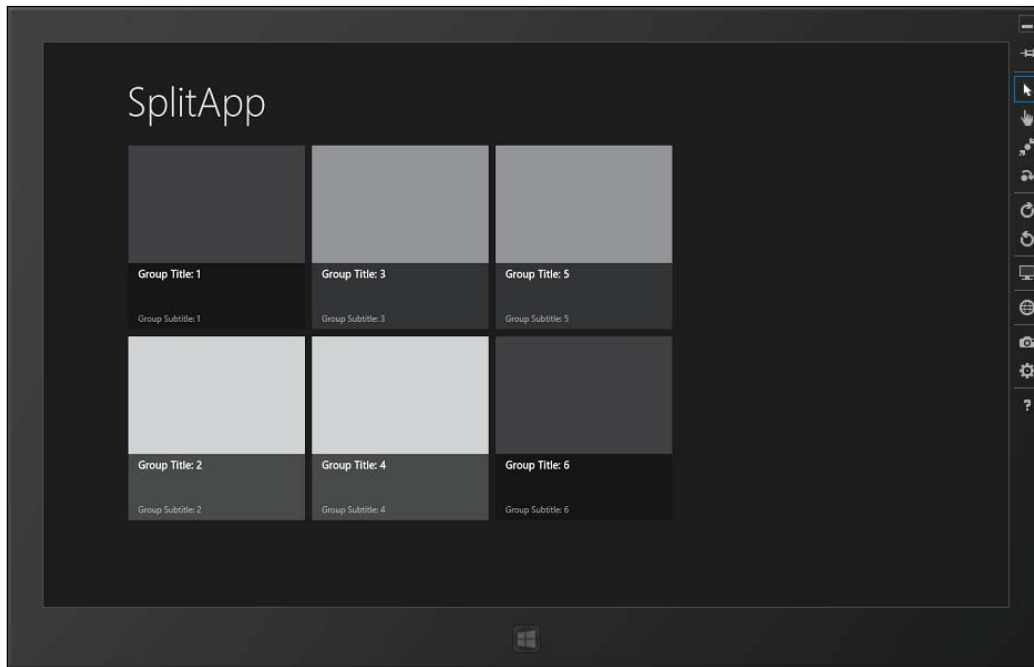 SplitApp
Group Title: 1
Group Subtitle: 1
Group Title: 3
Group Subtitle: 3
Group Title: 5
Group Subtitle: 5
Group Title: 2
Group Subtitle: 2
Group Title: 4
Group Subtitle: 4
Group Title: 6
Group Subtitle: 6
?